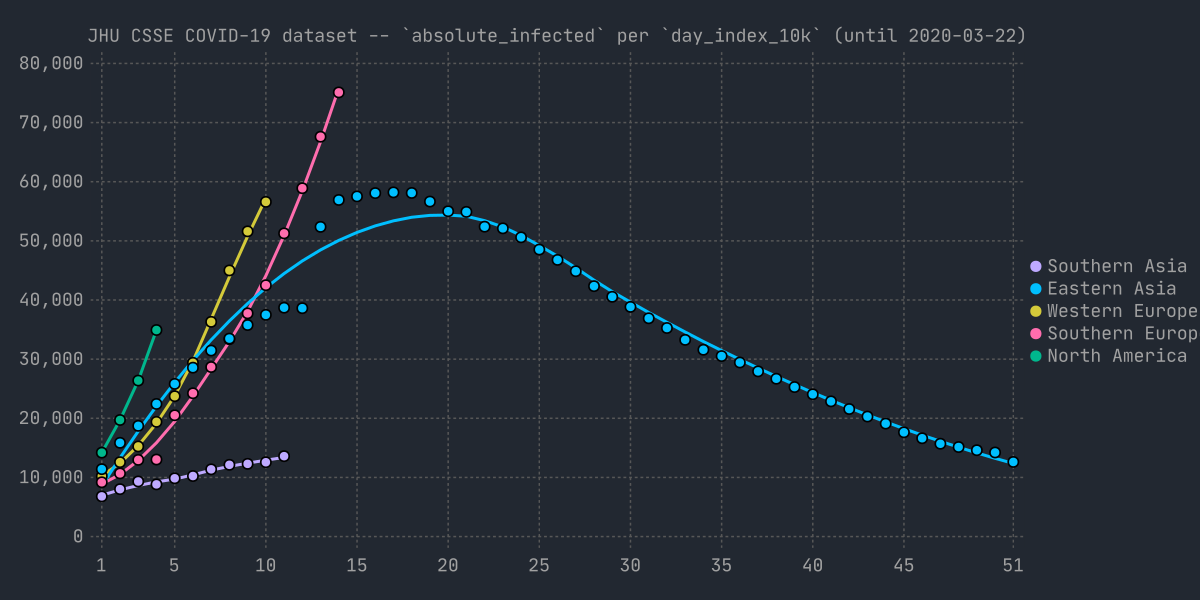 JHU CSSE COVID-19 dataset -- `absolute_infected` per `day_index_10k` (until 2020-03-22)
80,000
70,000
60,000
50,000
40,000
30,000
20,000
10,000
0
1 5 10 15 20 25 30 35 40 45 51
Southern Asia
Eastern Asia
Western Europe
Southern Europ
North America